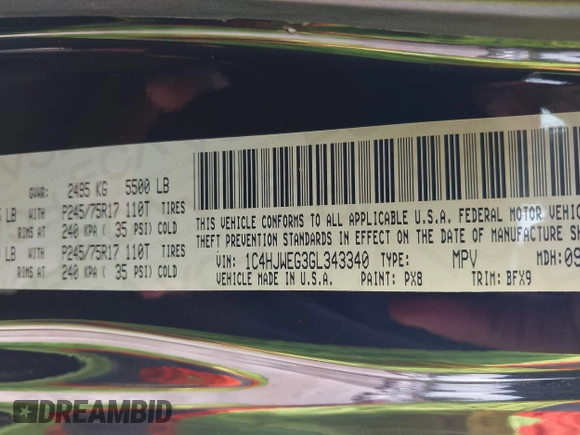 GVWR: 2495 KG 5500 LB
LB WITH P245/75R17 110T TIRES
RIMS AT 240 KPA ( 35 PSI) COLD
LB WITH P245/75R17 110T TIRES
RIMS AT 240 KPA ( 35 PSI) COLD
THIS VEHICLE CONFORMS TO ALL APPLICABLE U.S.A. FEDERAL MOTOR VEHIC
THEFT PREVENTION STANDARDS IN EFFECT ON THE DATE OF MANUFACTURE SH
VIN: 1C4HJWEG3GL343340 TYPE: MPV MDH: 09
VEHICLE MADE IN U.S.A. PAINT: PX8 TRIM: BFX9
DREAMBID